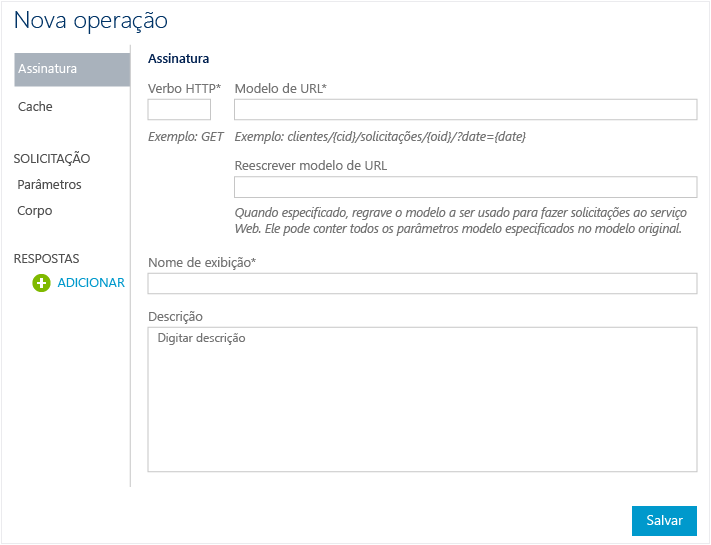 Nova operação
Assinatura
Cache
SOLICITAÇÃO
Parâmetros
Corpo
RESPOSTAS
ADICIONAR
Assinatura
Verbo HTTP* Modelo de URL*
Exemplo: GET Exemplo: clientes/{cid}/solicitações/{oid}/?date={date}
Reescrever modelo de URL
Quando especificado, regrave o modelo a ser usado para fazer solicitações ao serviço
Web. Ele pode conter todos os parâmetros modelo especificados no modelo original.
Nome de exibição*
Descrição
Digitar descrição
Salvar